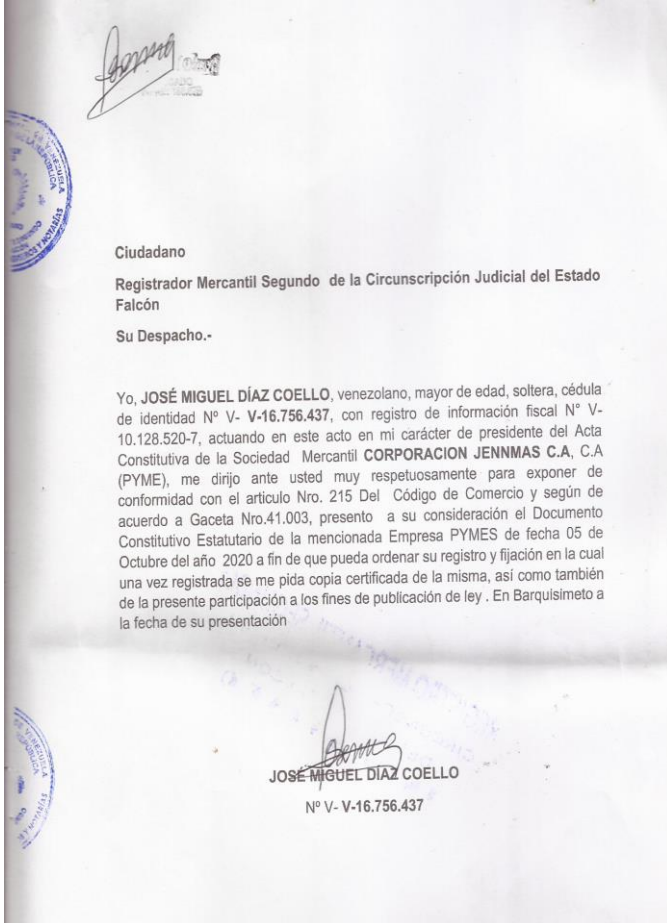 DE VENEZUELA
REPÚBLICA
Ciudadano
Registrador Mercantil Segundo de la Circunscripción Judicial del Estado
Falcón
Su Despacho.-
Yo, JOSÉ MIGUEL DÍAZ COELLO, venezolano, mayor de edad, soltera, cédula
de identidad Nº V- V-16.756.437, con registro de información fiscal N° V-
10.128.520-7, actuando en este acto en mi carácter de presidente del Acta
Constitutiva de la Sociedad Mercantil CORPORACION JENNMAS C.A, C.A
(PYME), me dirijo ante usted muy respetuosamente para exponer de
conformidad con el articulo Nro. 215 Del Código de Comercio y según de
acuerdo a Gaceta Nro.41.003, presento a su consideración el Documento
Constitutivo Estatutario de la mencionada Empresa PYMES de fecha 05 de
Octubre del año 2020 a fin de que pueda ordenar su registro y fijación en la cual
una vez registrada se me pida copia certificada de la misma, así como también
de la presente participación a los fines de publicación de ley . En Barquisimeto a
la fecha de su presentación
JOSÉ MIGUEL DÍAZ COELLO
Nº V- V-16.756.437